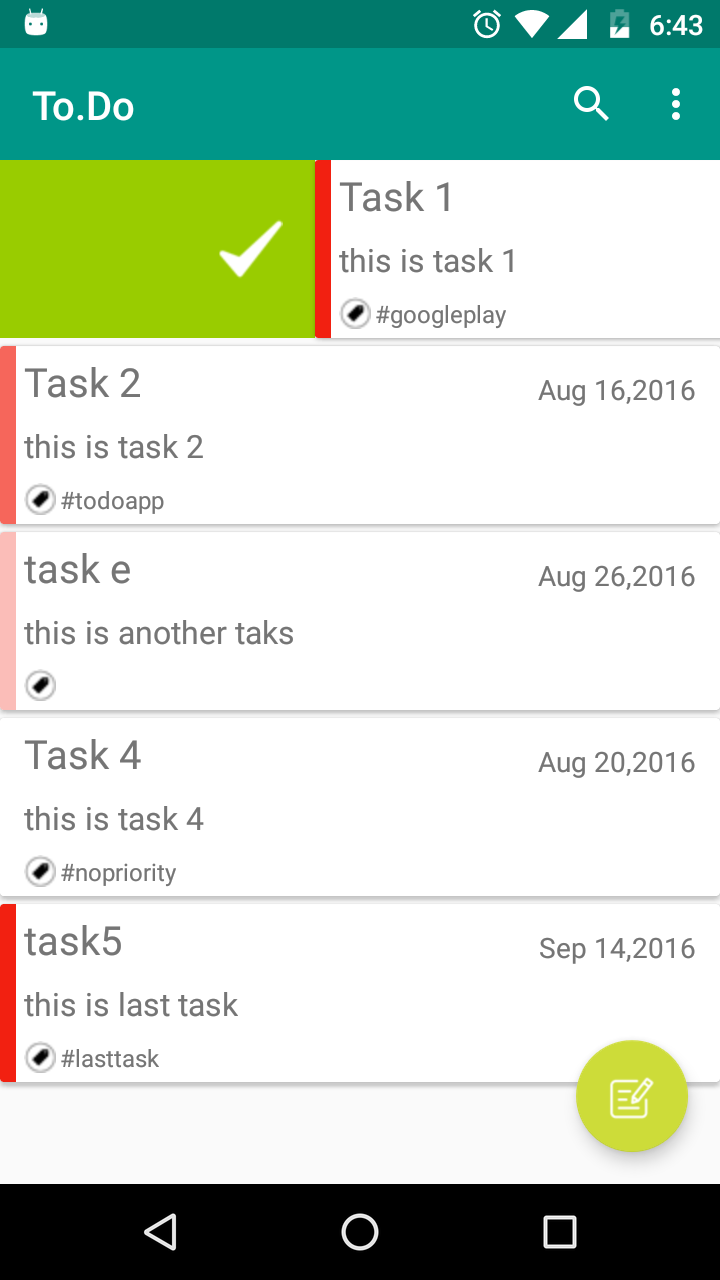 6:43
To.Do
Task 1
this is task 1
#googleplay
Task 2
Aug 16,2016
this is task 2
#todoapp
task e
Aug 26,2016
this is another taks
Task 4
Aug 20,2016
this is task 4
#nopriority
task5
Sep 14,2016
this is last task
#lasttask